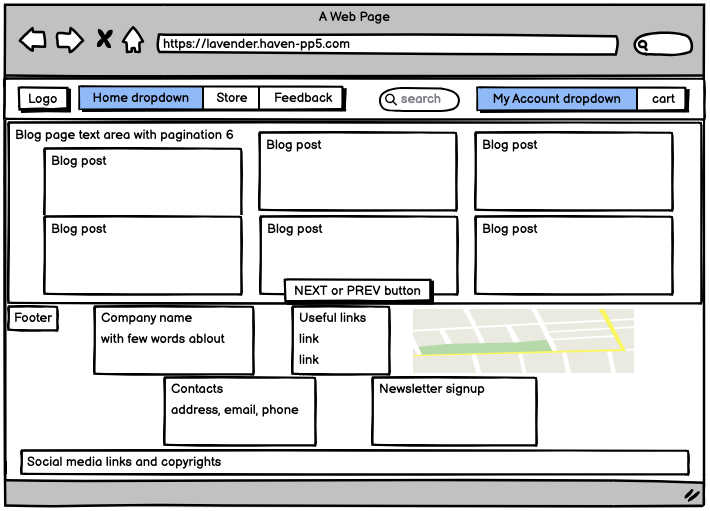 A Web Page
https://lavender.haven-pp5.com
Logo
Home dropdown
Store
Feedback
search
My Account dropdown
cart
Blog page text area with pagination 6
Blog post
Blog post
Blog post
Blog post
Blog post
Blog post
NEXT or PREV button
Footer
Company name
with few words ablout
Useful links
link
link
Contacts
address, email, phone
Newsletter signup
Social media links and copyrights